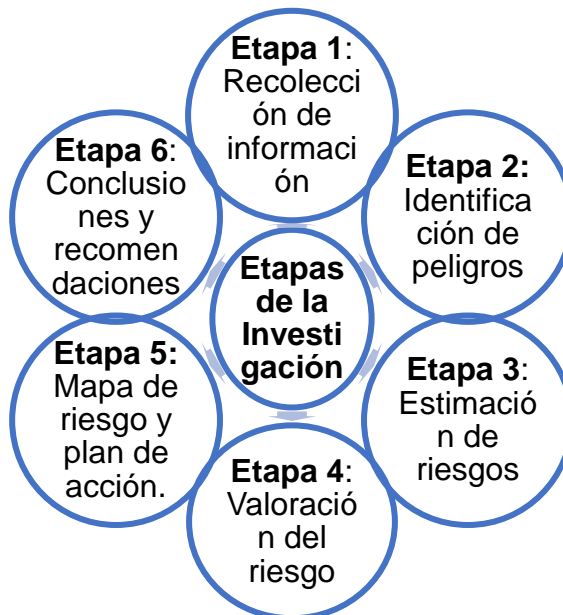 Etapa 1:
Recolecci
ón de
informaci
ón
Etapa 2:
Identifica
ción de
peligros
Etapa 3:
Estimació
n de
riesgos
Etapa 4:
Valoració
n del
riesgo
Etapa 5:
Mapa de
riesgo y
plan de
acción.
Etapa 6:
Conclusio
nes y
recomen
daciones
Etapas
de la
Investi
gación